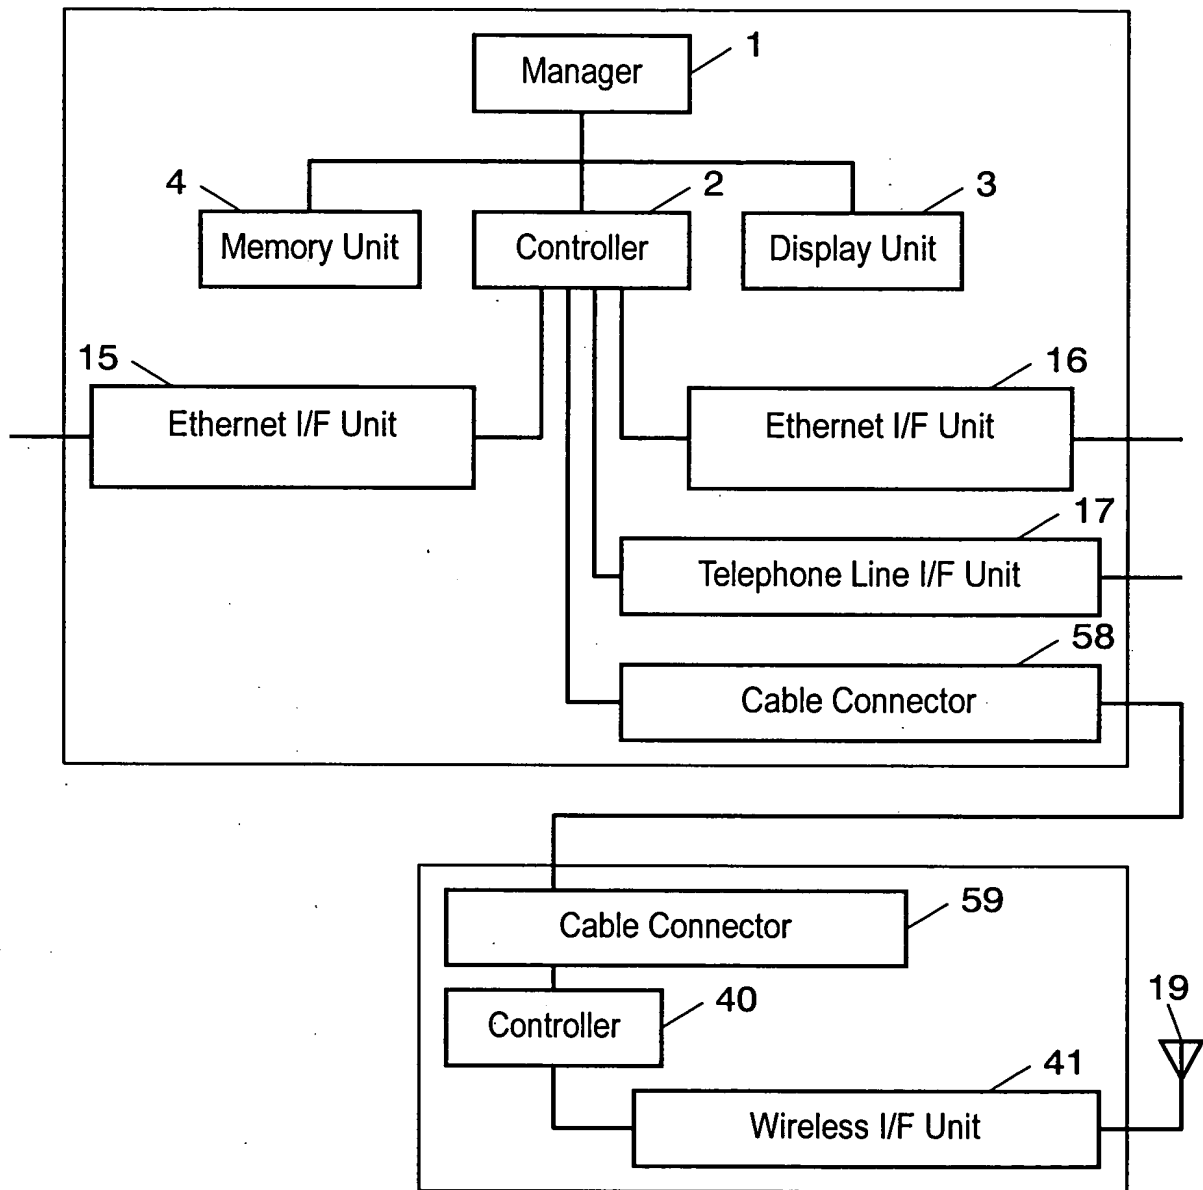 1
Manager
4
2
3
Memory Unit
Controller
Display Unit
15
16
Ethernet I/F Unit
Ethernet I/F Unit
17
Telephone Line I/F Unit
58
Cable Connector
59
Cable Connector
40
19
Controller
41
Wireless I/F Unit